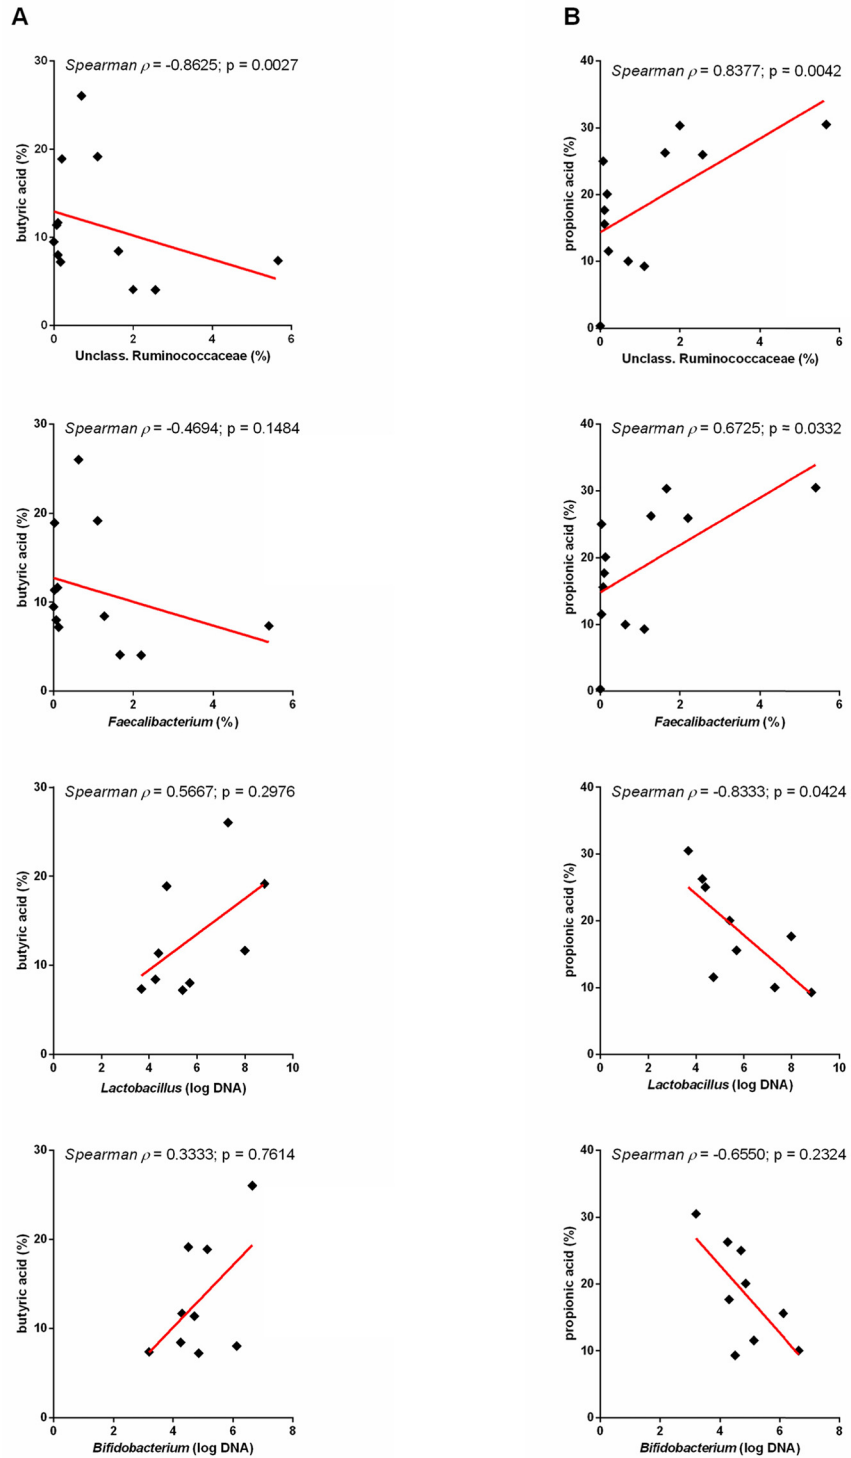 A
B
Spearman ρ = -0.8625; p = 0.0027
30
20
10
0
butyric acid (%)
0 2 4 6
Unclass. Ruminococcaceae (%)
Spearman ρ = 0.8377; p = 0.0042
40
30
20
10
0
propionic acid (%)
0 2 4 6
Unclass. Ruminococcaceae (%)
Spearman ρ = -0.4694; p = 0.1484
30
20
10
0
butyric acid (%)
0 2 4 6
Faecalibacterium (%)
Spearman ρ = 0.6725; p = 0.0332
40
30
20
10
0
propionic acid (%)
0 2 4 6
Faecalibacterium (%)
Spearman ρ = 0.5667; p = 0.2976
30
20
10
0
butyric acid (%)
0 2 4 6 8 10
Lactobacillus (log DNA)
Spearman ρ = -0.8333; p = 0.0424
40
30
20
10
0
propionic acid (%)
0 2 4 6 8 10
Lactobacillus (log DNA)
Spearman ρ = 0.3333; p = 0.7614
30
20
10
0
butyric acid (%)
0 2 4 6 8
Bifidobacterium (log DNA)
Spearman ρ = -0.6550; p = 0.2324
40
30
20
10
0
propionic acid (%)
0 2 4 6 8
Bifidobacterium (log DNA)